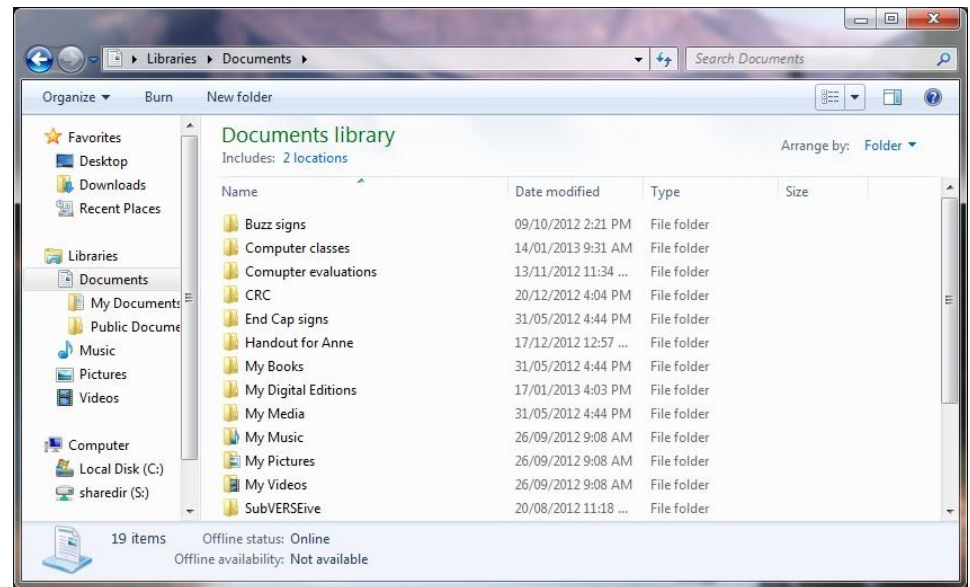 Libraries Documents
Search Documents
Organize Burn New folder
Favorites
Desktop
Downloads
Recent Places
Libraries
Documents
My Documents
Public Docume
Music
Pictures
Videos
Computer
Local Disk (C:)
sharedir (S:)
Documents library
Includes: 2 locations
Arrange by: Folder
Name Date modified Type Size
Buzz signs 09/10/2012 2:21 PM File folder
Computer classes 14/01/2013 9:31 AM File folder
Comupter evaluations 13/11/2012 11:34 ... File folder
CRC 20/12/2012 4:04 PM File folder
End Cap signs 31/05/2012 4:44 PM File folder
Handout for Anne 17/12/2012 12:57 ... File folder
My Books 31/05/2012 4:44 PM File folder
My Digital Editions 17/01/2013 4:03 PM File folder
My Media 31/05/2012 4:44 PM File folder
My Music 26/09/2012 9:08 AM File folder
My Pictures 26/09/2012 9:08 AM File folder
My Videos 26/09/2012 9:08 AM File folder
SubVERSEive 20/08/2012 11:18 ... File folder
19 items Offline status: Online
Offline availability: Not available